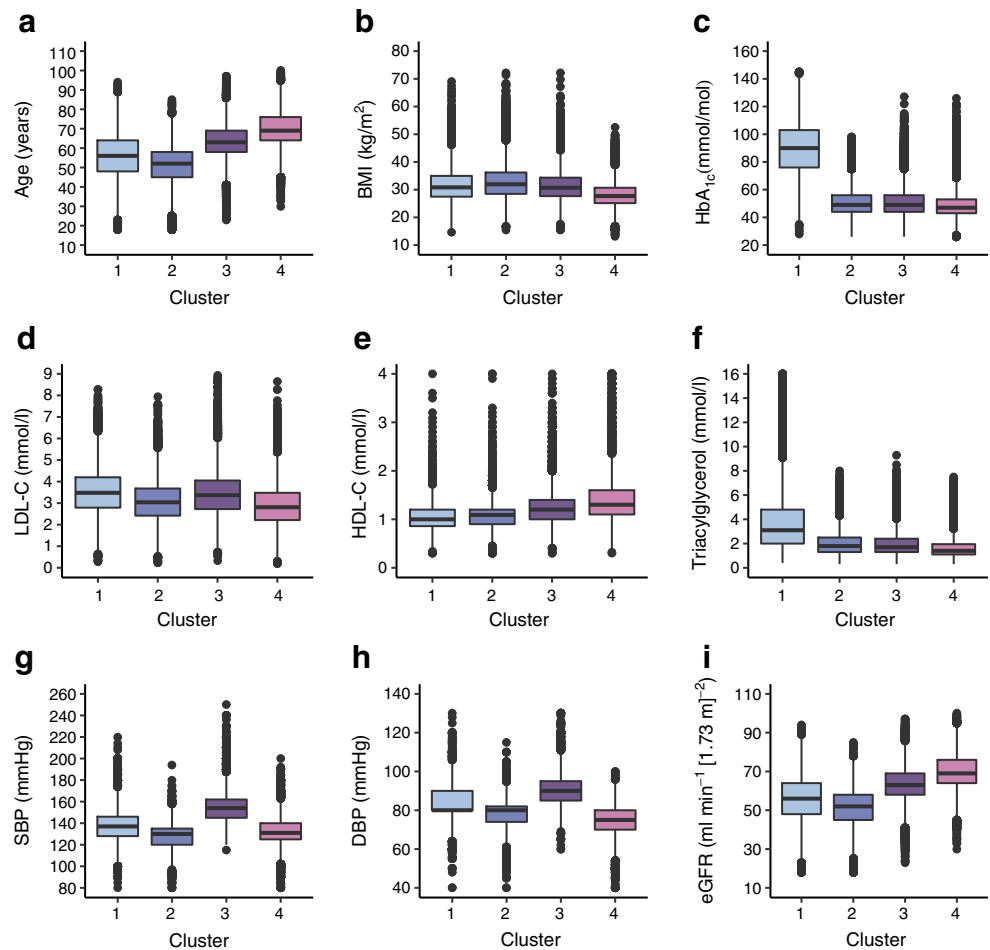 a
Age (years)
110
100
90
80
70
60
50
40
30
20
10
1 2 3 4
Cluster
b
BMI (kg/m²)
80
70
60
50
40
30
20
10
1 2 3 4
Cluster
c
HbA1c(mmol/mol)
160
140
120
100
80
60
40
20
1 2 3 4
Cluster
d
LDL-C (mmol/l)
9
8
7
6
5
4
3
2
1
0
1 2 3 4
Cluster
e
HDL-C (mmol/l)
4
3
2
1
0
1 2 3 4
Cluster
f
Triacylglycerol (mmol/l)
16
14
12
10
8
6
4
2
0
1 2 3 4
Cluster
g
SBP (mmHg)
260
240
220
200
180
160
140
120
100
80
1 2 3 4
Cluster
h
DBP (mmHg)
140
120
100
80
60
40
1 2 3 4
Cluster
i
eGFR (ml min⁻¹ [1.73 m]⁻²)
110
90
70
50
30
10
1 2 3 4
Cluster